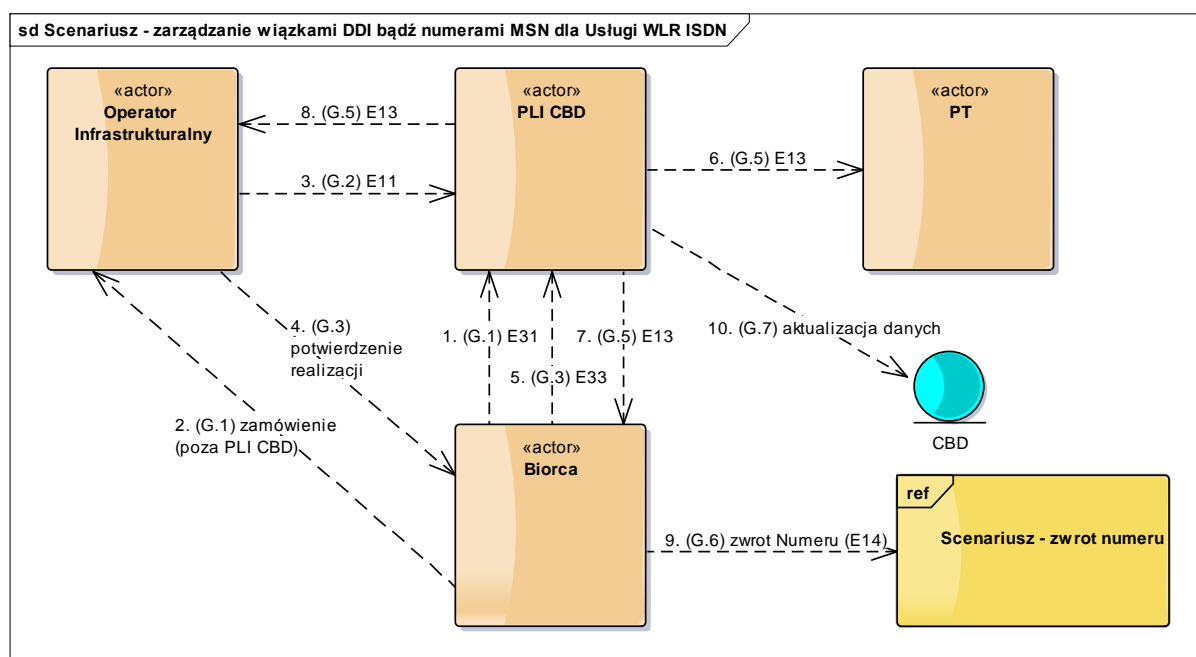 sd Scenariusz - zarządzanie wiązkami DDI bądź numerami MSN dla Usługi WLR ISDN
«actor»
Operator
Infrastrukturalny
«actor»
PLI CBD
«actor»
PT
8. (G.5) E13
3. (G.2) E11
6. (G.5) E13
4. (G.3)
potwierdzenie
realizacji
1. (G.1) E31
7. (G.5) E13
5. (G.3) E33
10. (G.7) aktualizacja danych
2. (G.1) zamówienie
(poza PLI CBD)
CBD
«actor»
Biorca
9. (G.6) zwrot Numeru (E14)
ref
Scenariusz - zwrot numeru